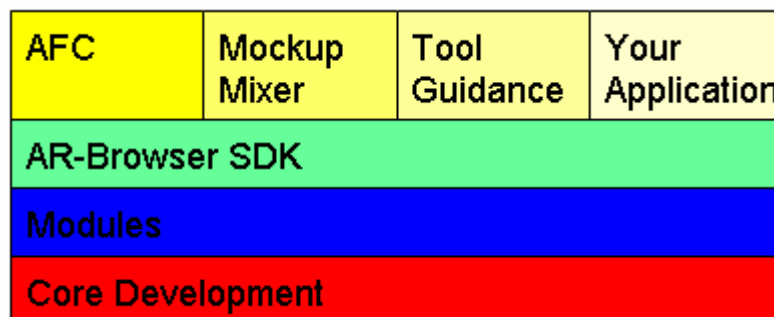 AFC
Mockup
Mixer
Tool
Guidance
Your
Application
AR-Browser SDK
Modules
Core Development